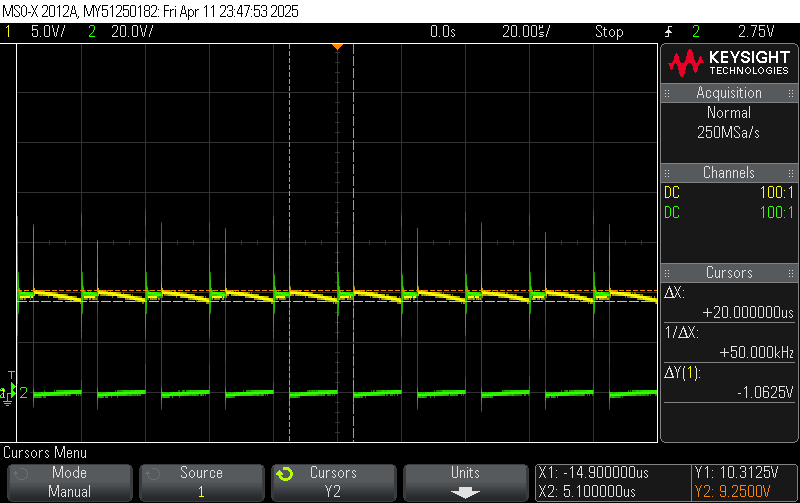 MSO-X 2012A, MY51250182: Fri Apr 11 23:47:53 2025
1 5.0V/ 2 20.0V/ 0.0s 20.00us/ Stop 2 2.75V
KEYSIGHT
TECHNOLOGIES
Acquisition
Normal
250MSa/s
Channels
DC 100:1
DC 100:1
Cursors
ΔX:
+20.000000us
1/ΔX:
+50.000kHz
ΔY(1):
-1.0625V
T
2
Cursors Menu
Mode
Manual
Source
1
Cursors
Y2
Units
X1: -14.900000us Y1: 10.3125V
X2: 5.100000us Y2: 9.2500V